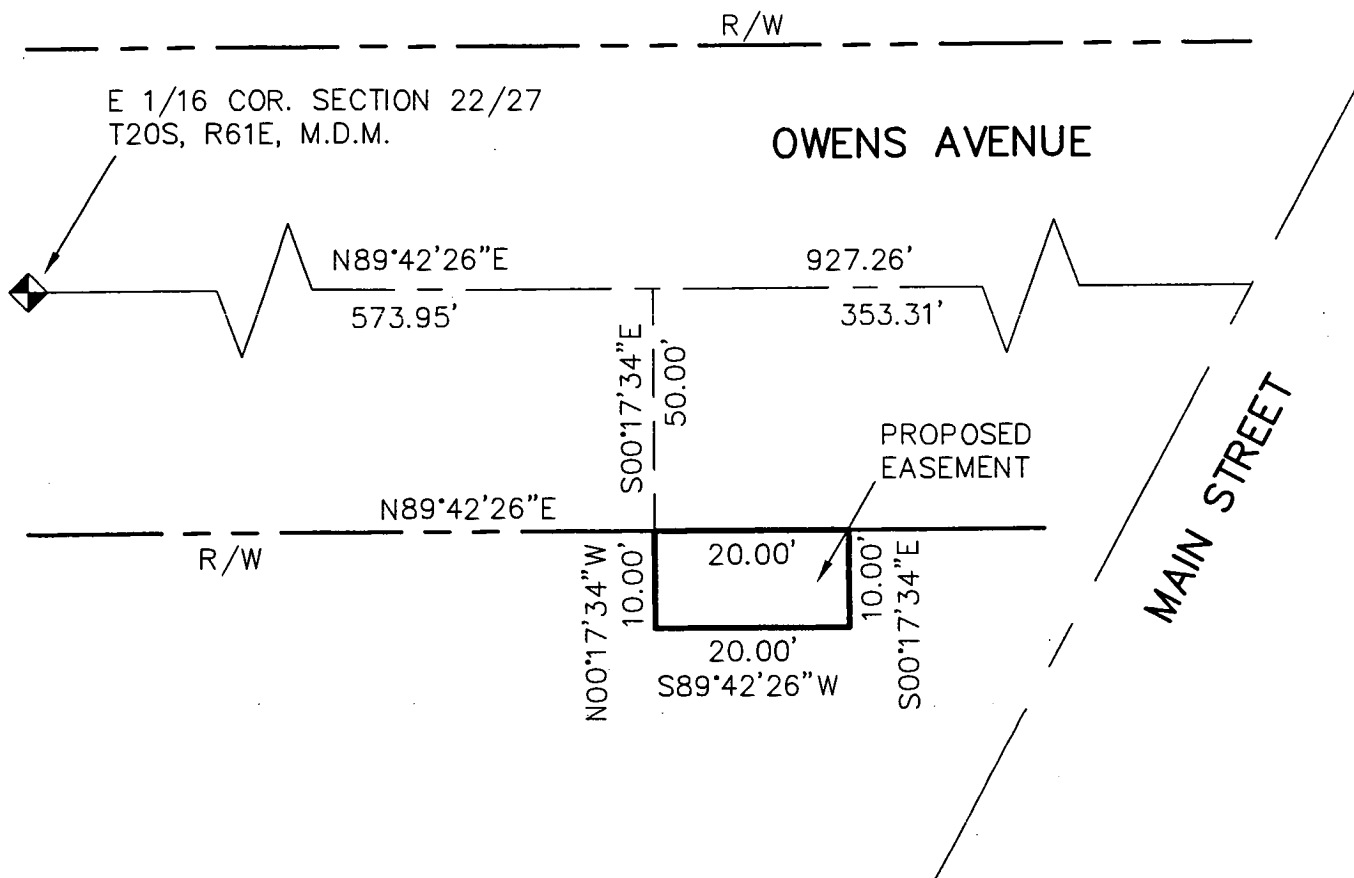 R/W
E 1/16 COR. SECTION 22/27
T20S, R61E, M.D.M.
OWENS AVENUE
N89°42'26"E
927.26'
573.95'
353.31'
S00°17'34"E
50.00'
PROPOSED
EASEMENT
MAIN STREET
N89°42'26"E
R/W
N00°17'34"W
10.00'
20.00'
10.00'
S00°17'34"E
20.00'
S89°42'26"W